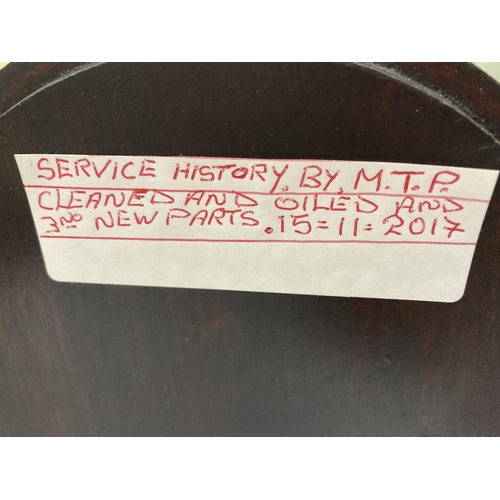 SERVICE HISTORY. BY. M.T.P.
CLEANED AND OILED AND
3NO NEW PARTS. 15=11=2017